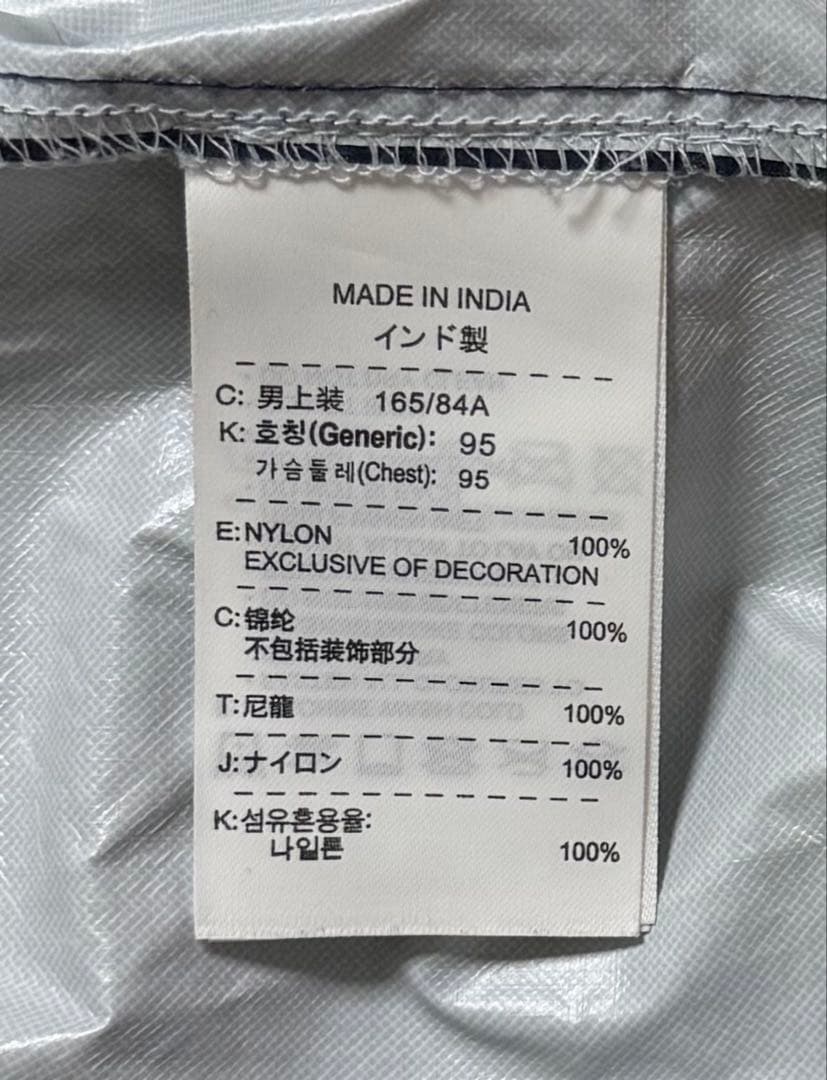 MADE IN INDIA
インド製
C: 男上装 165/84A
K: 호칭(Generic): 95
가슴둘레(Chest): 95
E: NYLON 100%
EXCLUSIVE OF DECORATION
C: 锦纶 100%
不包括装饰部分
T: 尼龍 100%
J: ナイロン 100%
K: 섬유혼용율:
나일론 100%